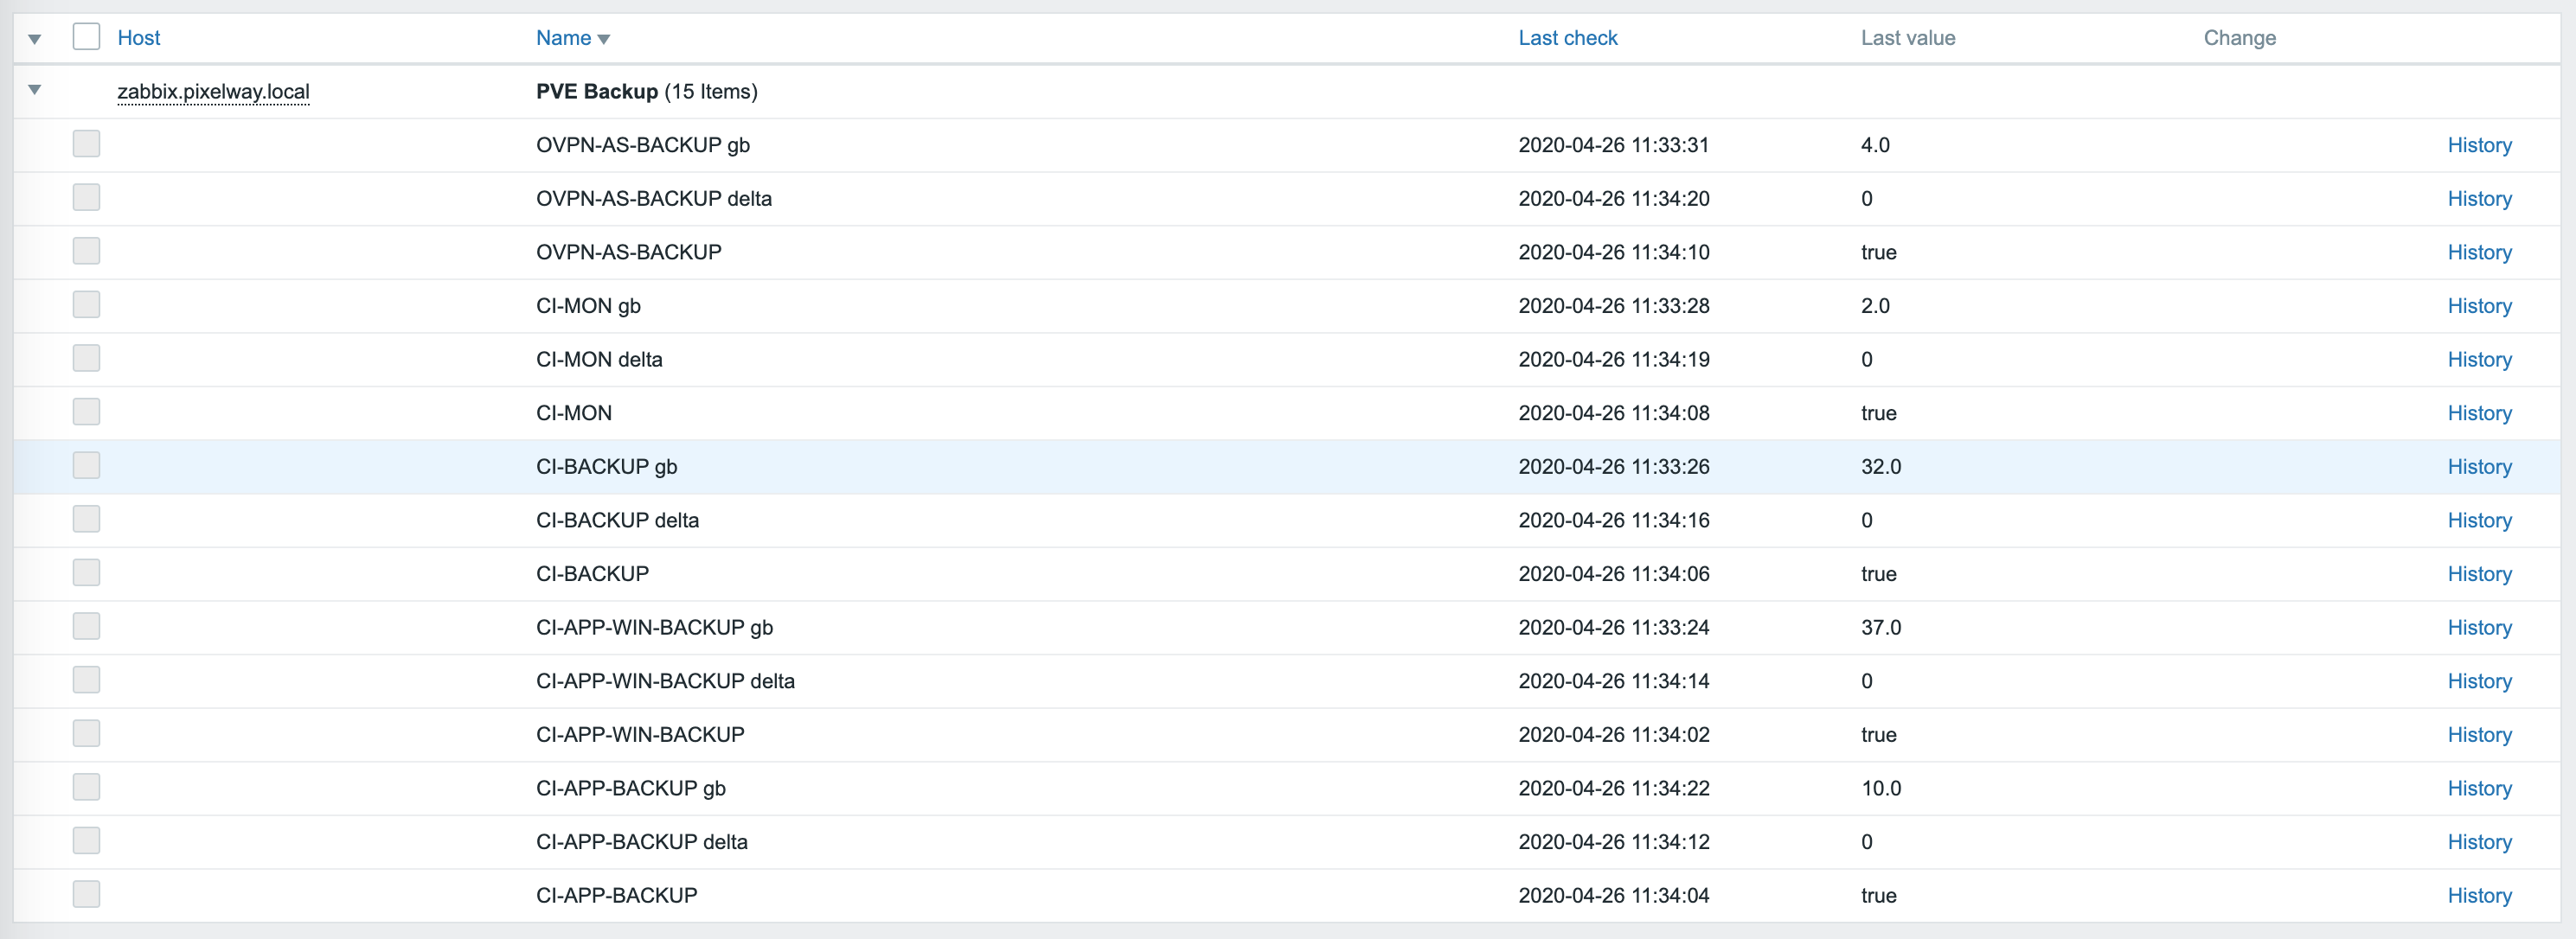 Host Name Last check Last value Change
zabbix.pixelway.local PVE Backup (15 Items)
OVPN-AS-BACKUP gb 2020-04-26 11:33:31 4.0 History
OVPN-AS-BACKUP delta 2020-04-26 11:34:20 0 History
OVPN-AS-BACKUP 2020-04-26 11:34:10 true History
CI-MON gb 2020-04-26 11:33:28 2.0 History
CI-MON delta 2020-04-26 11:34:19 0 History
CI-MON 2020-04-26 11:34:08 true History
CI-BACKUP gb 2020-04-26 11:33:26 32.0 History
CI-BACKUP delta 2020-04-26 11:34:16 0 History
CI-BACKUP 2020-04-26 11:34:06 true History
CI-APP-WIN-BACKUP gb 2020-04-26 11:33:24 37.0 History
CI-APP-WIN-BACKUP delta 2020-04-26 11:34:14 0 History
CI-APP-WIN-BACKUP 2020-04-26 11:34:02 true History
CI-APP-BACKUP gb 2020-04-26 11:34:22 10.0 History
CI-APP-BACKUP delta 2020-04-26 11:34:12 0 History
CI-APP-BACKUP 2020-04-26 11:34:04 true History